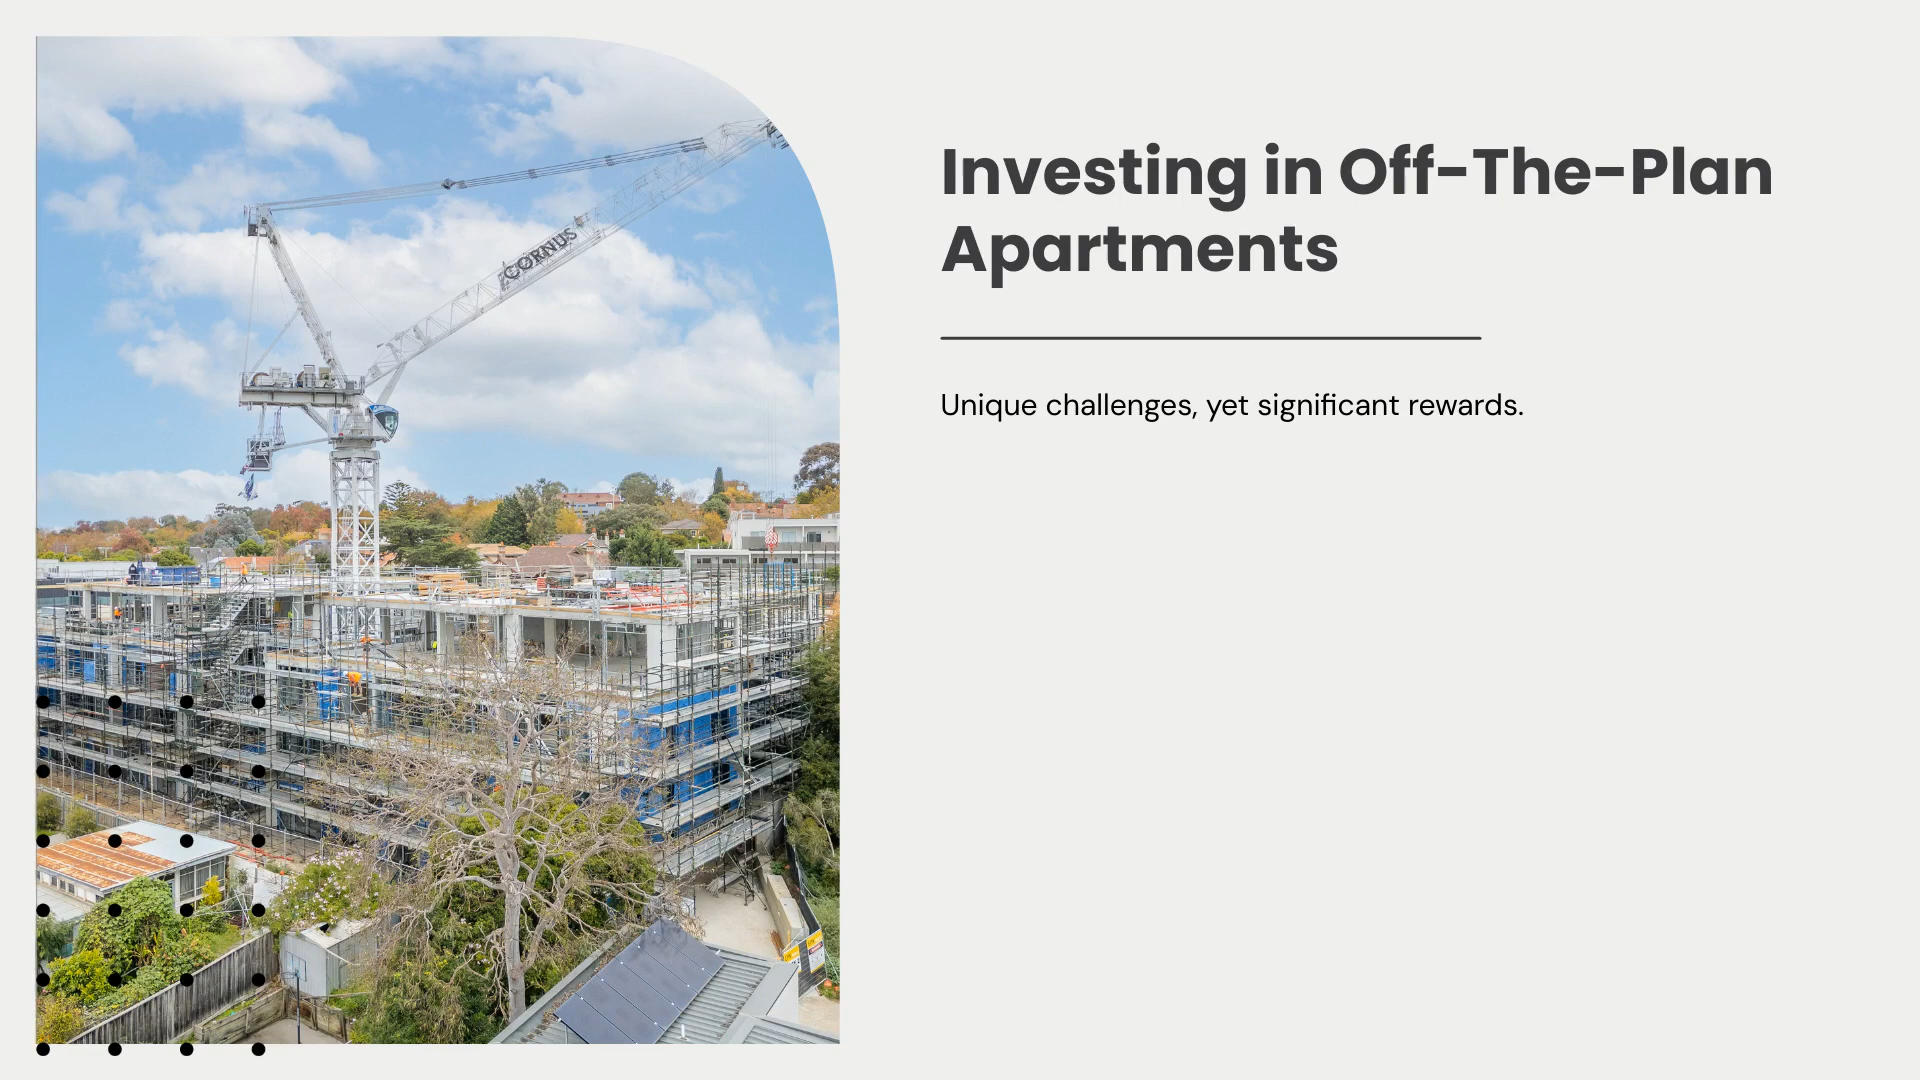 CORNUS
Investing in Off-The-Plan
Apartments
Unique challenges, yet significant rewards.